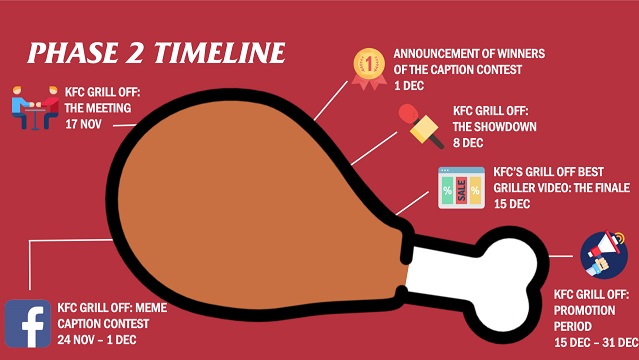 PHASE 2 TIMELINE
KFC GRILL OFF:
THE MEETING
17 NOV
KFC GRILL OFF: MEME
CAPTION CONTEST
24 NOV – 1 DEC
1
ANNOUNCEMENT OF WINNERS
OF THE CAPTION CONTEST
1 DEC
KFC GRILL OFF:
THE SHOWDOWN
8 DEC
% SALE %
KFC'S GRILL OFF BEST
GRILLER VIDEO: THE FINALE
15 DEC
KFC GRILL OFF:
PROMOTION
PERIOD
15 DEC – 31 DEC
f